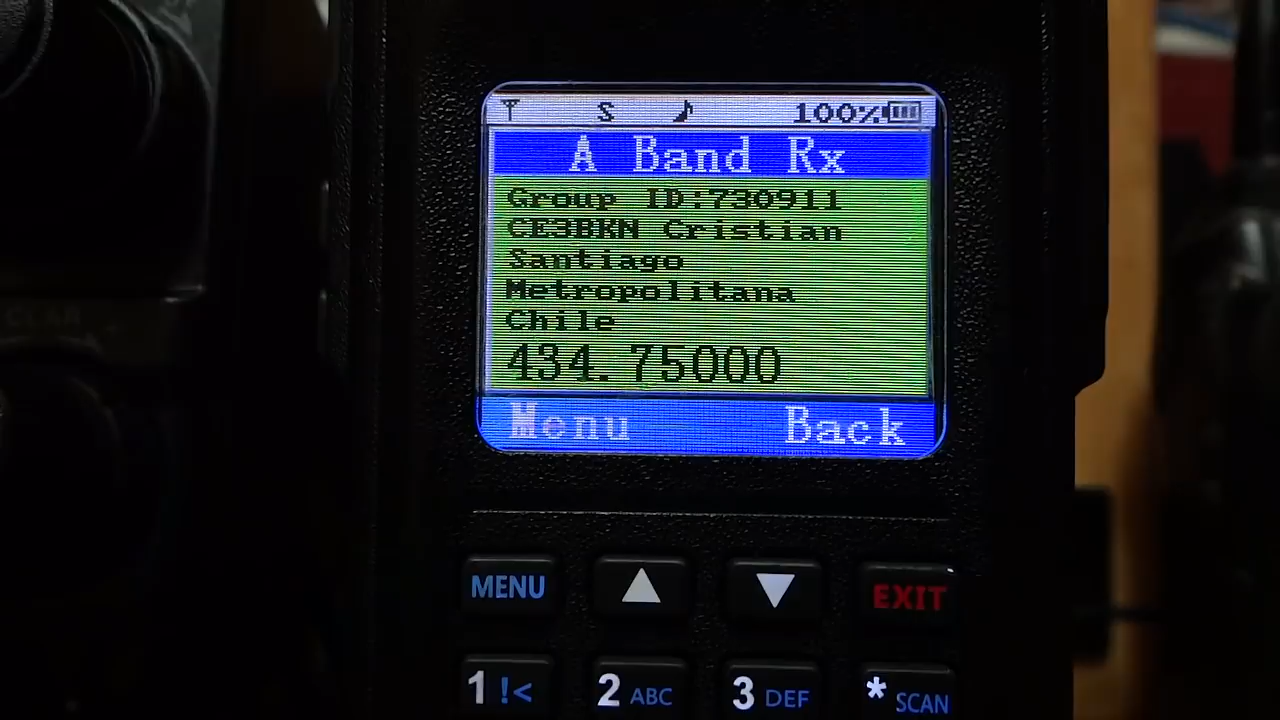 S 100%
A Band Rx
Group ID:730911
Cristian
Santiago
Metropolitana
Chile
434.75000
Menu Back
MENU EXIT
1 !< 2 ABC 3 DEF * SCAN